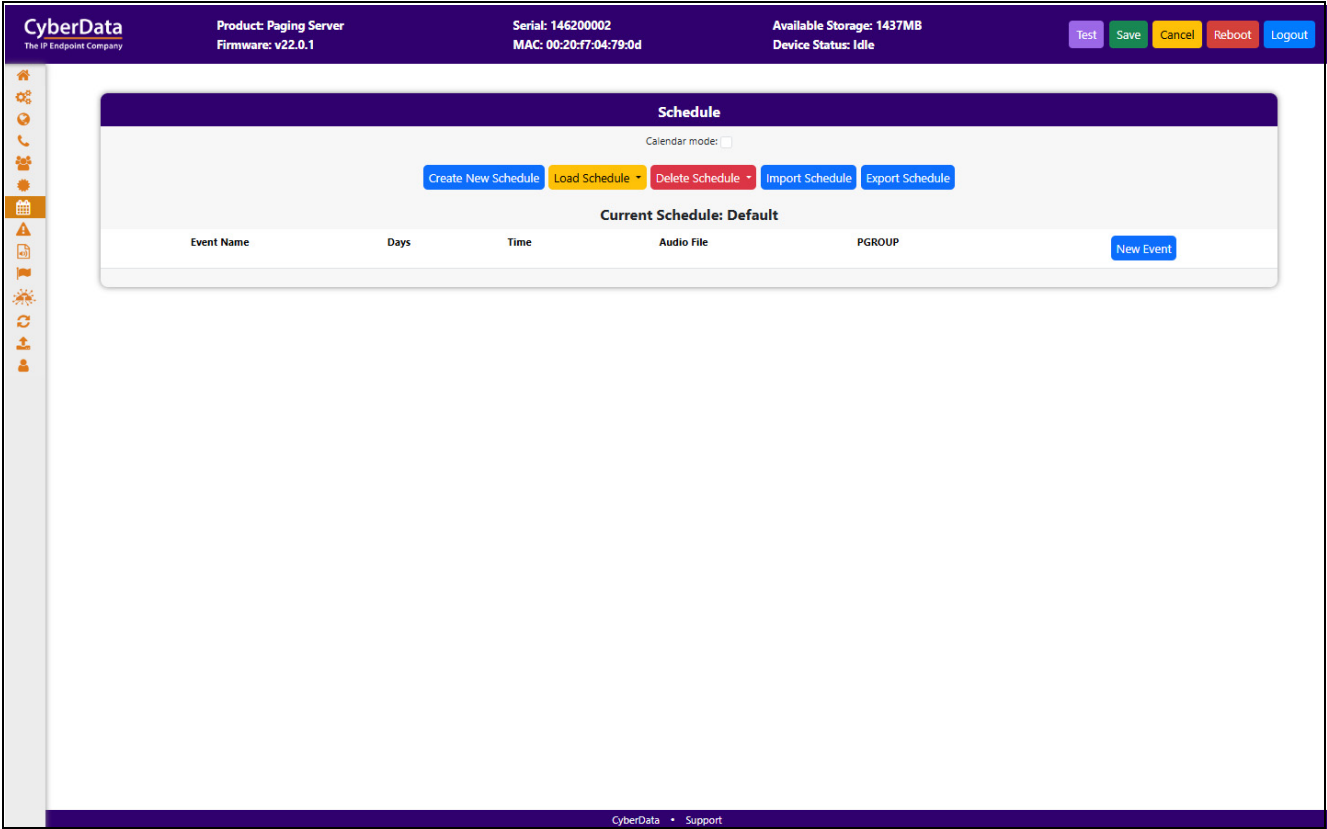 CyberData
The IP Endpoint Company
Product: Paging Server
Firmware: v22.0.1
Serial: 146200002
MAC: 00:20:f7:04:79:0d
Available Storage: 1437MB
Device Status: Idle
Test Save Cancel Reboot Logout
Schedule
Calendar mode:
Create New Schedule Load Schedule Delete Schedule Import Schedule Export Schedule
Current Schedule: Default
Event Name Days Time Audio File PGROUP New Event
CyberData • Support